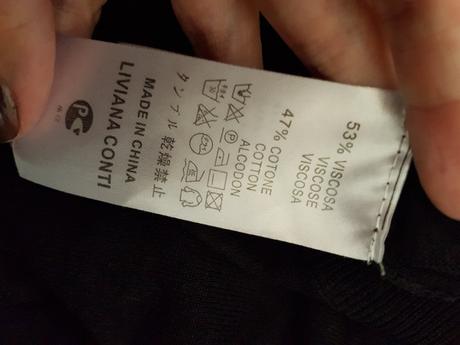 53% VISCOSA
VISCOSE
VISCOSA
47% COTONE
COTTON
ALGODON
タンブル乾燥禁止
MADE IN CHINA
LIVIANA CONTI